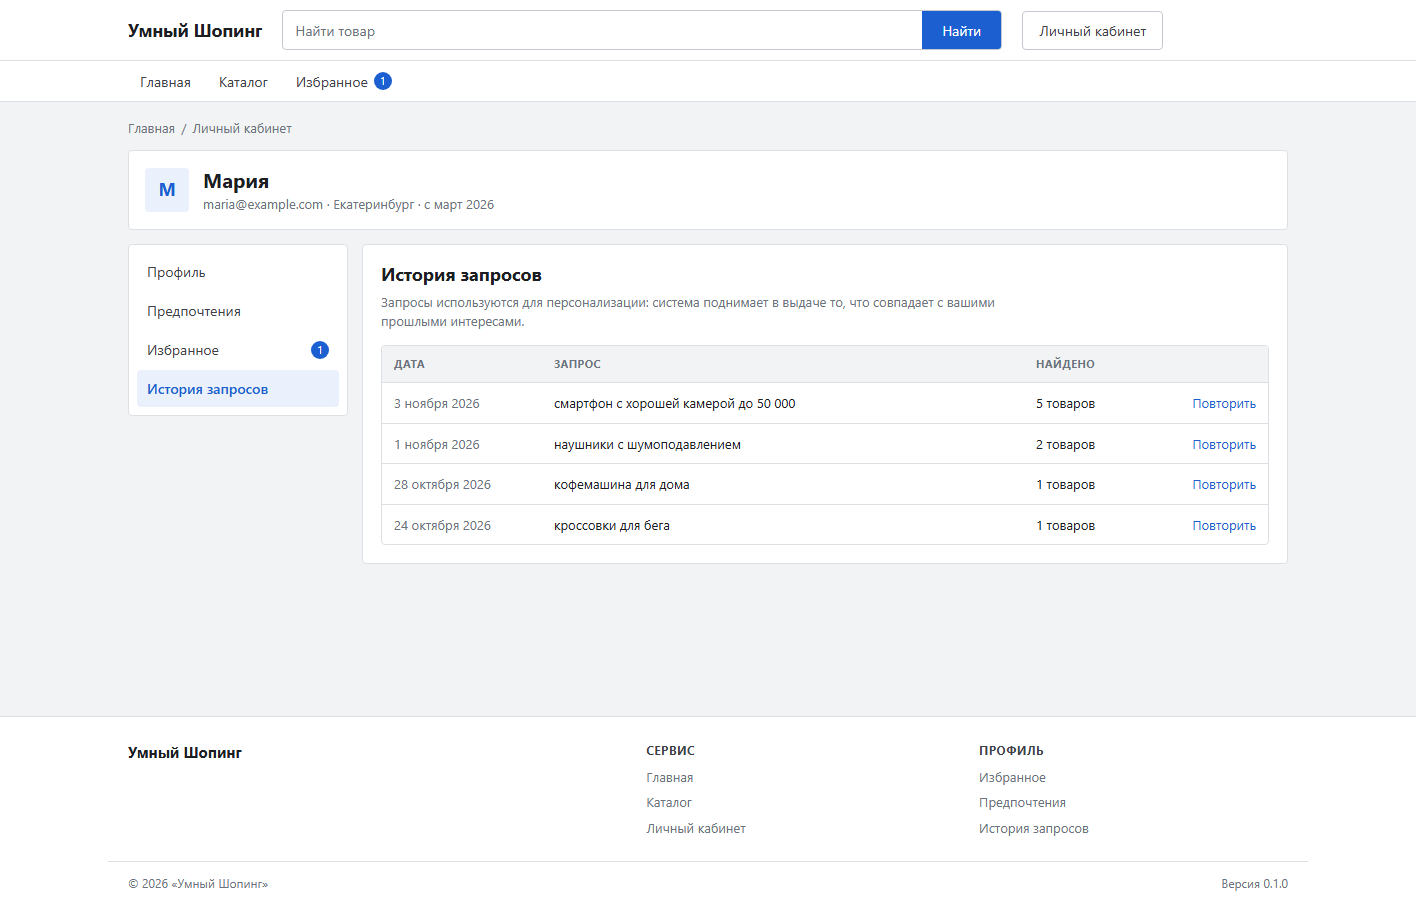 Умный Шопинг
Найти товар
Найти
Личный кабинет
Главная
Каталог
Избранное 1
Главная / Личный кабинет
М
Мария
maria@example.com · Екатеринбург · с март 2026
Профиль
Предпочтения
Избранное 1
История запросов
История запросов
Запросы используются для персонализации: система поднимает в выдаче то, что совпадает с вашими
прошлыми интересами.
ДАТА ЗАПРОС НАЙДЕНО
3 ноября 2026 смартфон с хорошей камерой до 50 000 5 товаров Повторить
1 ноября 2026 наушники с шумоподавлением 2 товаров Повторить
28 октября 2026 кофемашина для дома 1 товаров Повторить
24 октября 2026 кроссовки для бега 1 товаров Повторить
Умный Шопинг
СЕРВИС
Главная
Каталог
Личный кабинет
ПРОФИЛЬ
Избранное
Предпочтения
История запросов
© 2026 «Умный Шопинг»
Версия 0.1.0